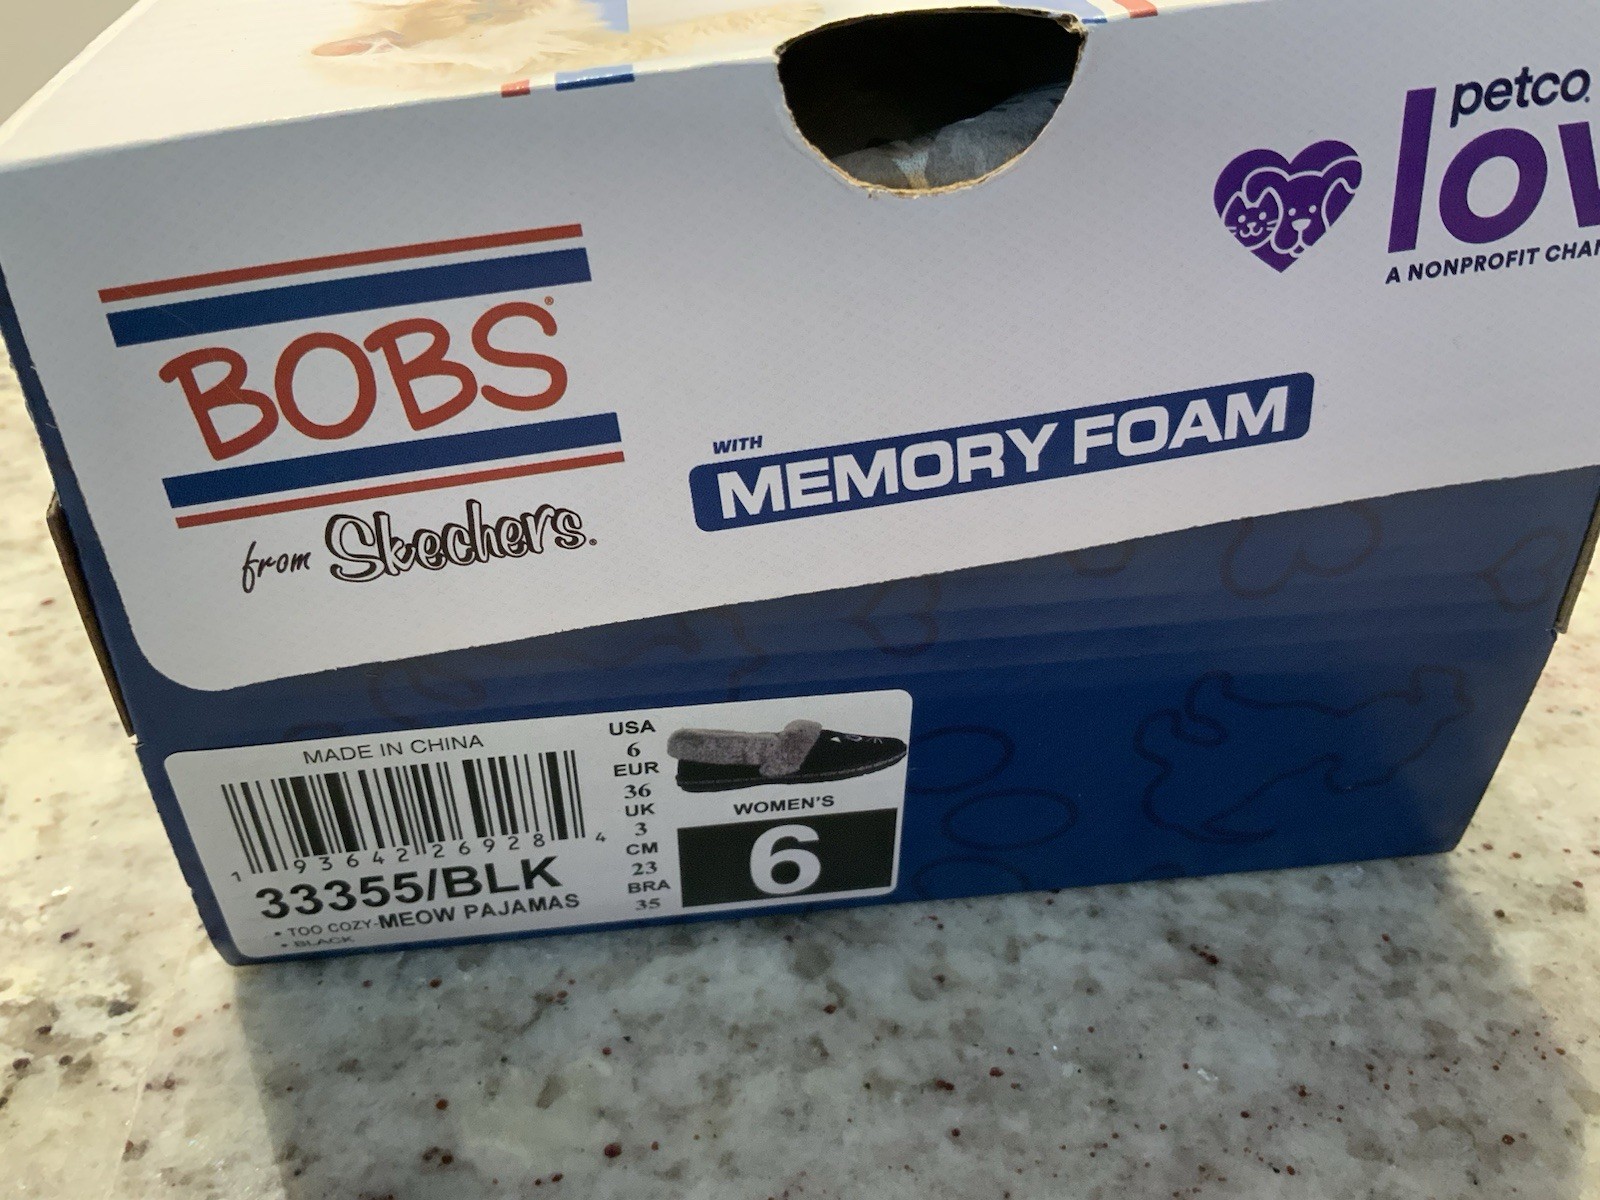 petco
lov
A NONPROFIT CHAR
BOBS®
from Skechers.
WITH
MEMORY FOAM
MADE IN CHINA
1 93642 26928 4
33355/BLK
• TOO COZY-MEOW PAJAMAS
• BLACK
USA
6
EUR
36
UK
3
CM
23
BRA
35
WOMEN'S
6